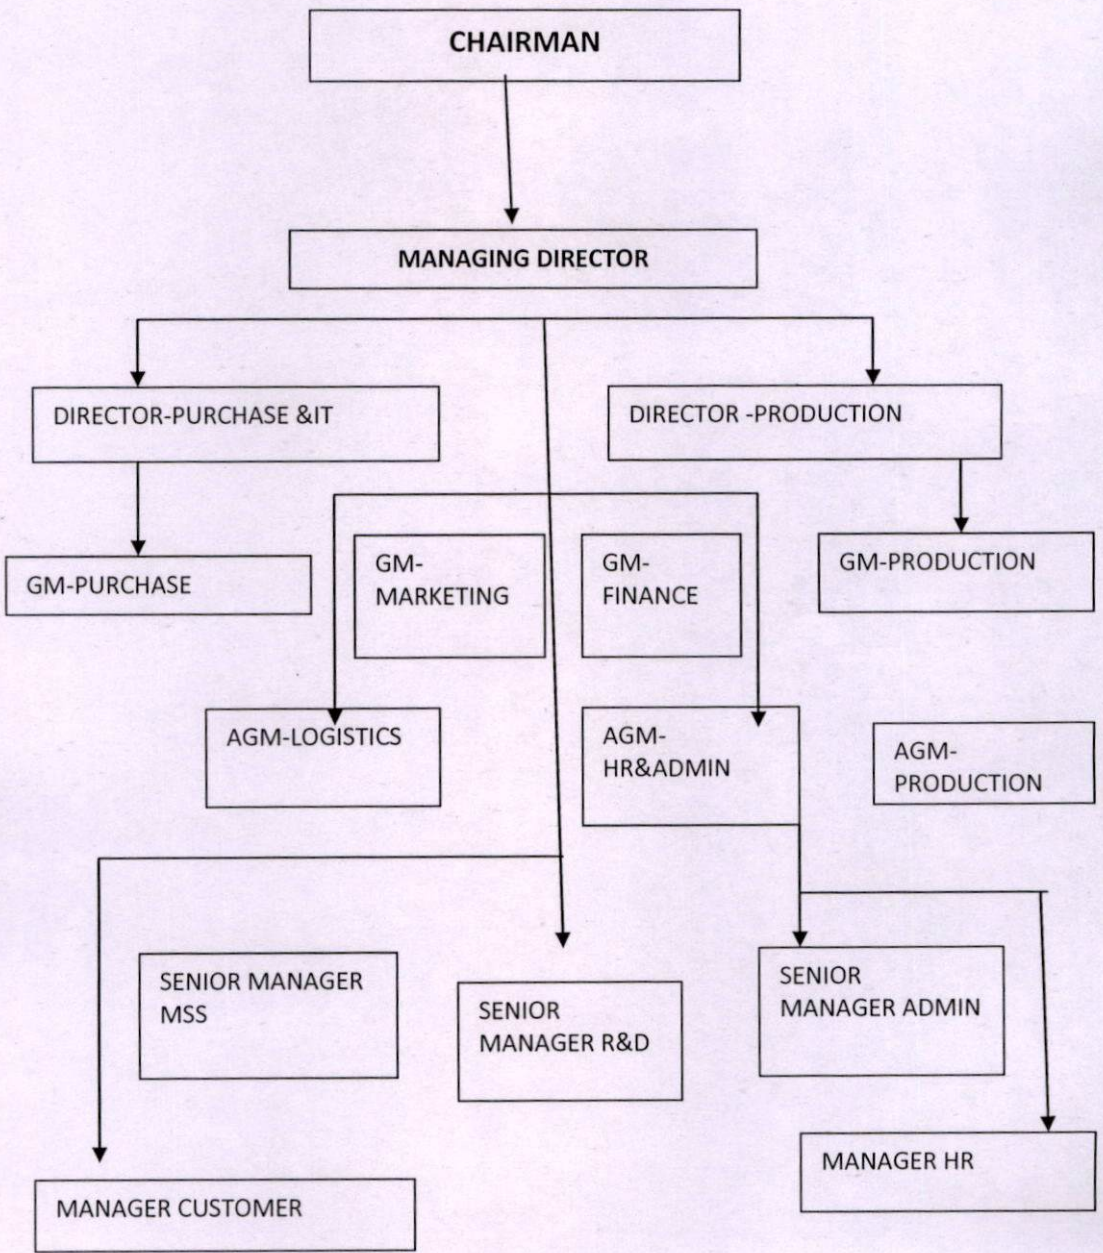 CHAIRMAN
MANAGING DIRECTOR
DIRECTOR-PURCHASE &IT
DIRECTOR -PRODUCTION
GM-PURCHASE
GM-
MARKETING
GM-
FINANCE
GM-PRODUCTION
AGM-LOGISTICS
AGM-
HR&ADMIN
AGM-
PRODUCTION
SENIOR MANAGER
MSS
SENIOR
MANAGER R&D
SENIOR
MANAGER ADMIN
MANAGER HR
MANAGER CUSTOMER